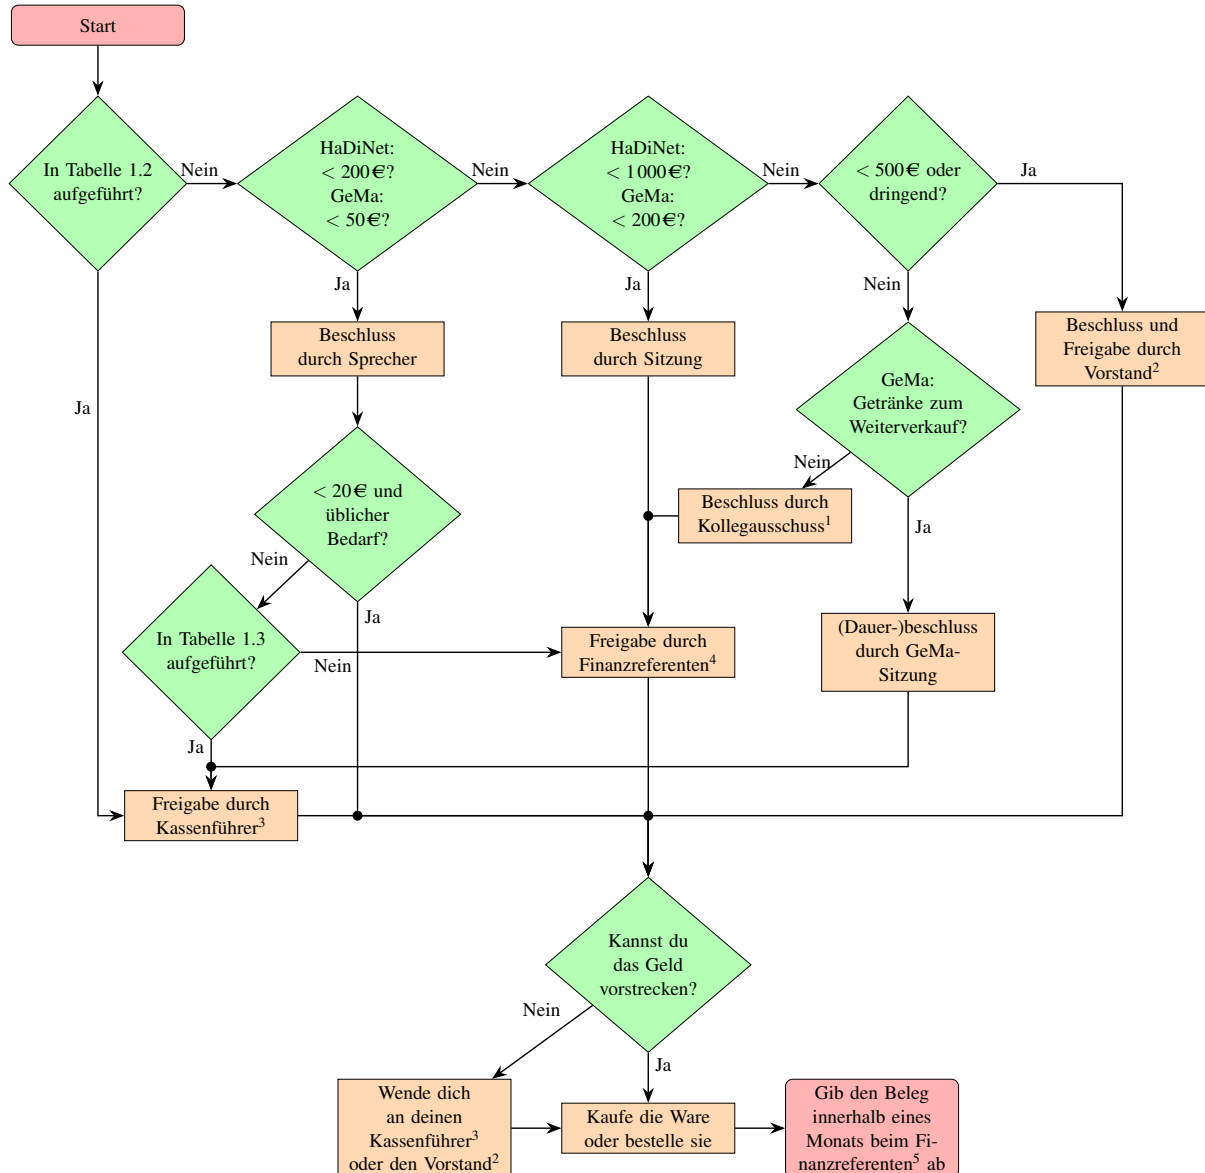 Start
In Tabelle 1.2
aufgeführt?
Nein
HaDiNet:
< 200 €?
GeMa:
< 50 €?
Nein
HaDiNet:
< 1000 €?
GeMa:
< 200 €?
Nein
< 500 € oder
dringend?
Ja
Ja
Ja
Nein
Beschluss
durch Sprecher
Beschluss
durch Sitzung
Beschluss und
Freigabe durch
Vorstand²
GeMa:
Getränke zum
Weiterverkauf?
Ja
Nein
< 20 € und
üblicher
Bedarf?
Beschluss durch
Kollegausschuss¹
Ja
Nein
Ja
In Tabelle 1.3
aufgeführt?
Nein
Freigabe durch
Finanzreferenten⁴
(Dauer-)beschluss
durch GeMa-
Sitzung
Ja
Freigabe durch
Kassenführer³
Kannst du
das Geld
vorstrecken?
Nein
Ja
Wende dich
an deinen
Kassenführer³
oder den Vorstand²
Kaufe die Ware
oder bestelle sie
Gib den Beleg
innerhalb eines
Monats beim Fi-
nanzreferenten⁵ ab